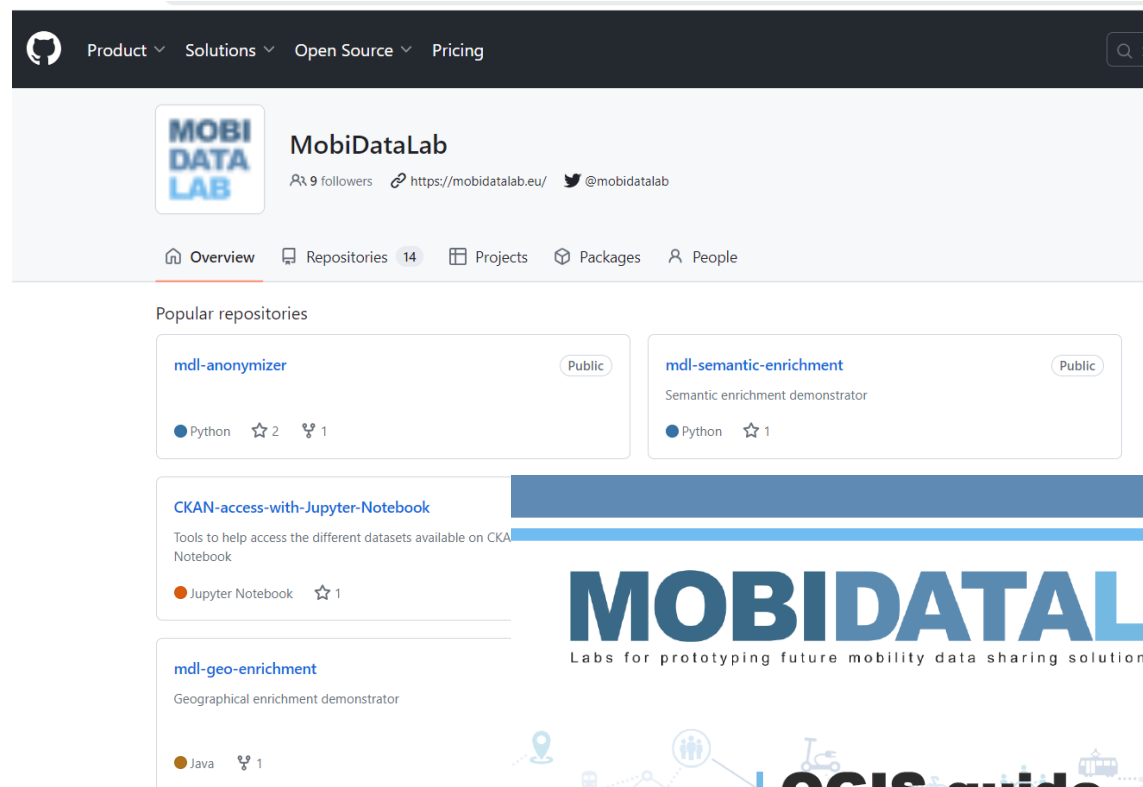 Product Solutions Open Source Pricing
MOBI
DATA
LAB
MobiDataLab
9 followers https://mobidatalab.eu/ @mobidatalab
Overview Repositories 14 Projects Packages People
Popular repositories
mdl-anonymizer Public
Python 2 1
mdl-semantic-enrichment Public
Semantic enrichment demonstrator
Python 1
CKAN-access-with-Jupyter-Notebook
Tools to help access the different datasets available on CKA
Notebook
Jupyter Notebook 1
mdl-geo-enrichment
Geographical enrichment demonstrator
Java 1
MOBIDATAL
Labs for prototyping future mobility data sharing solution